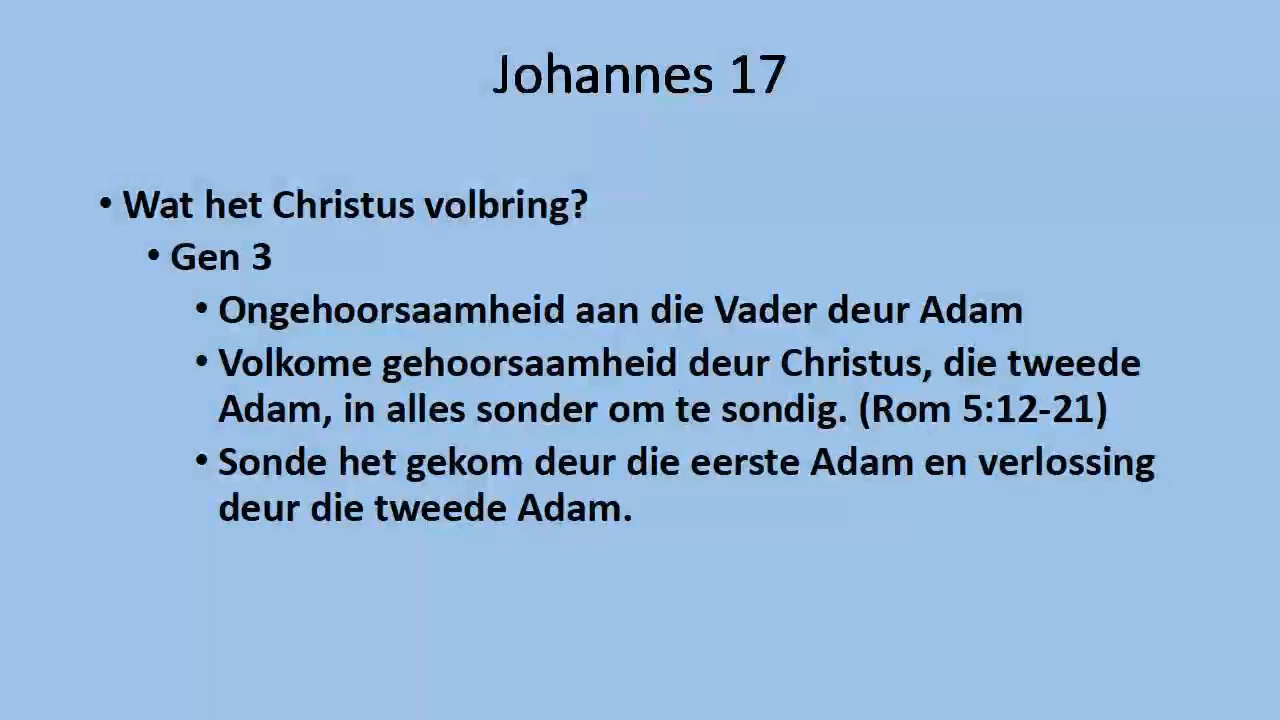 Johannes 17
• Wat het Christus volbring?
• Gen 3
• Ongehoorsaamheid aan die Vader deur Adam
• Volkome gehoorsaamheid deur Christus, die tweede
Adam, in alles sonder om te sondig. (Rom 5:12-21)
• Sonde het gekom deur die eerste Adam en verlossing
deur die tweede Adam.